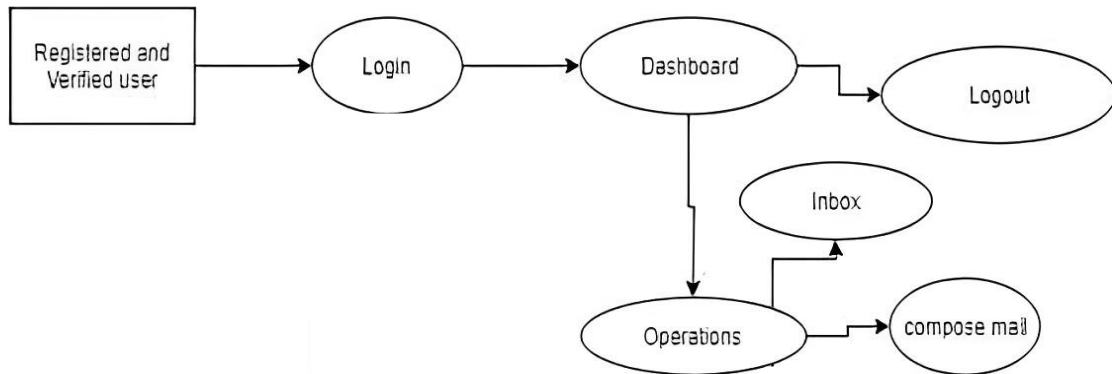 Registered and
Verified user
Login
Dashboard
Logout
Inbox
Operations
compose mail